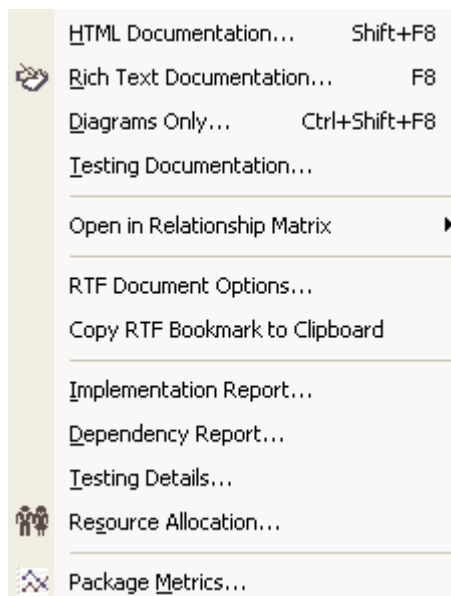 HTML Documentation... Shift+F8
Rich Text Documentation... F8
Diagrams Only... Ctrl+Shift+F8
Testing Documentation...
Open in Relationship Matrix
RTF Document Options...
Copy RTF Bookmark to Clipboard
Implementation Report...
Dependency Report...
Testing Details...
Resource Allocation...
Package Metrics...